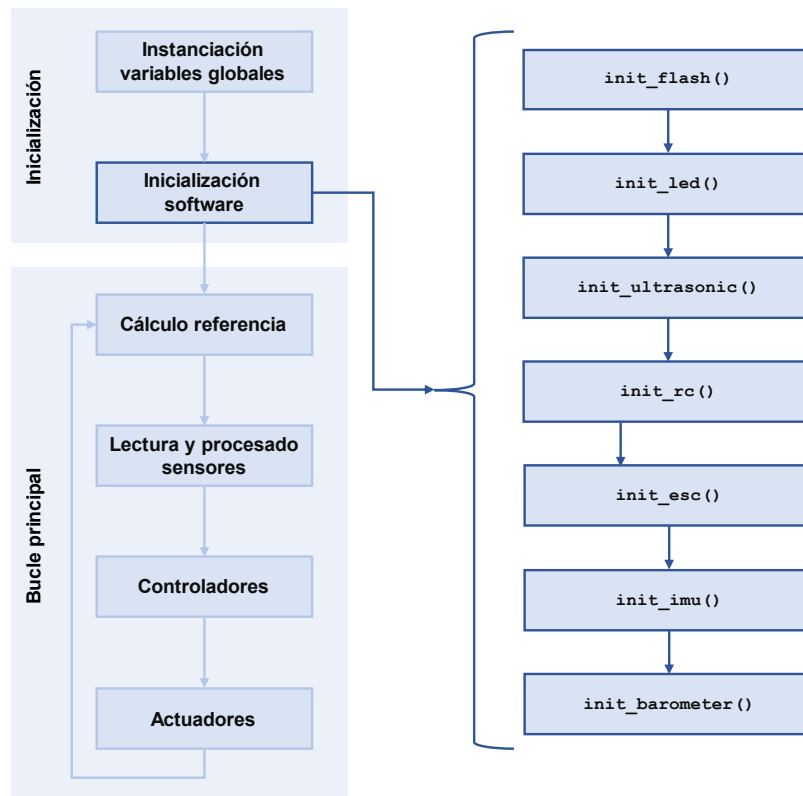 Inicialización
Instanciación
variables globales
Inicialización
software
Bucle principal
Cálculo referencia
Lectura y procesado
sensores
Controladores
Actuadores
init_flash()
init_led()
init_ultrasonic()
init_rc()
init_esc()
init_imu()
init_barometer()